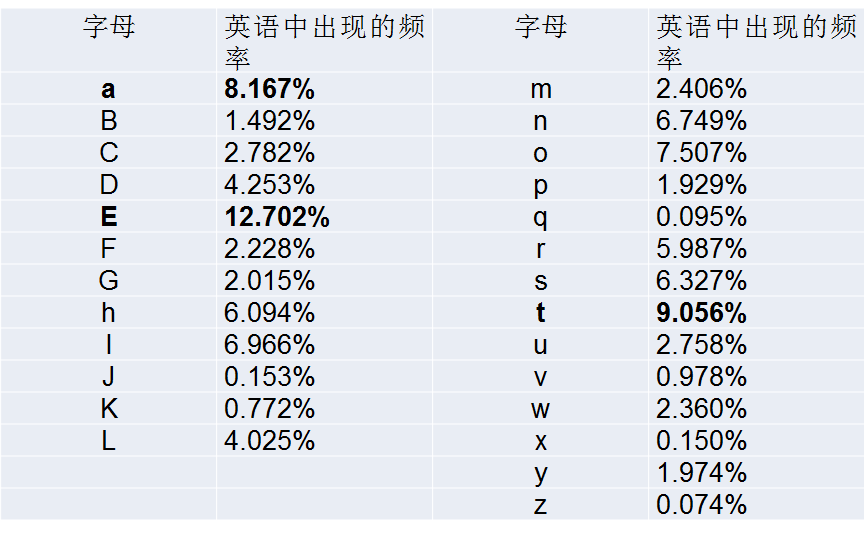 字母 英语中出现的频率 字母 英语中出现的频率
a 8.167% m 2.406%
B 1.492% n 6.749%
C 2.782% o 7.507%
D 4.253% p 1.929%
E 12.702% q 0.095%
F 2.228% r 5.987%
G 2.015% s 6.327%
h 6.094% t 9.056%
I 6.966% u 2.758%
J 0.153% v 0.978%
K 0.772% w 2.360%
L 4.025% x 0.150%
y 1.974%
z 0.074%